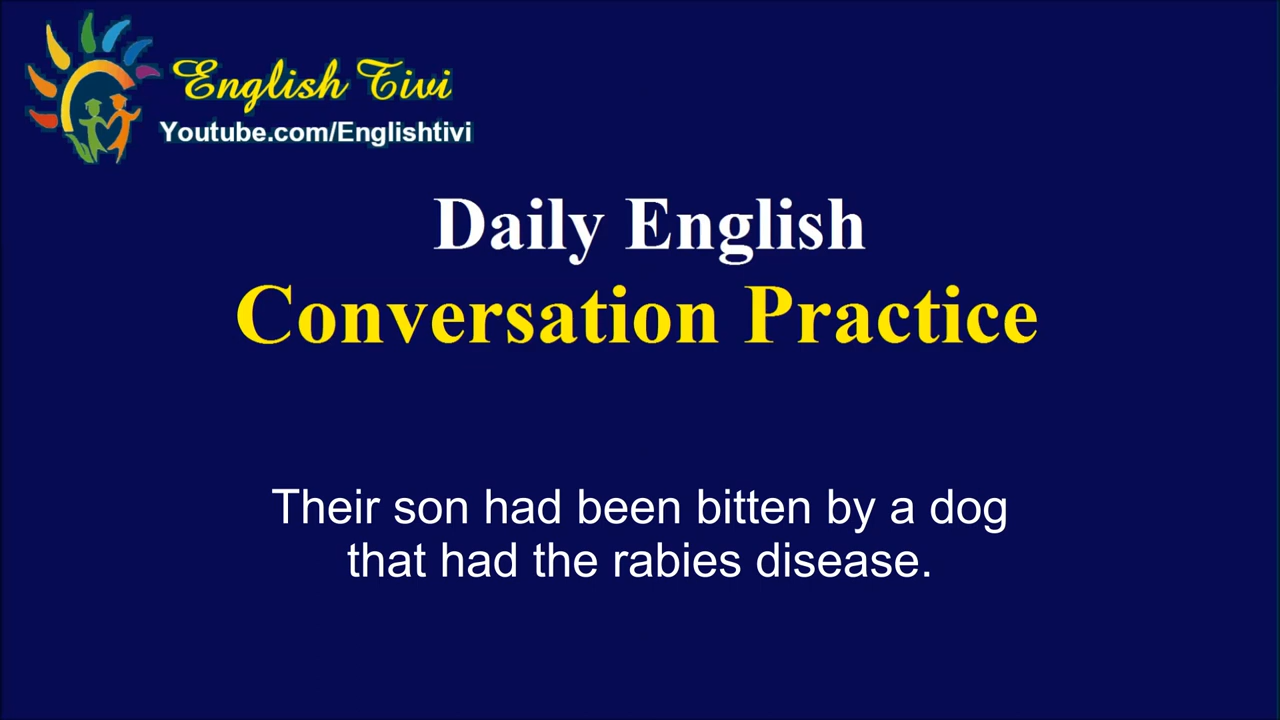 English Tivi
Youtube.com/Englishtivi
Daily English
Conversation Practice
Their son had been bitten by a dog
that had the rabies disease.